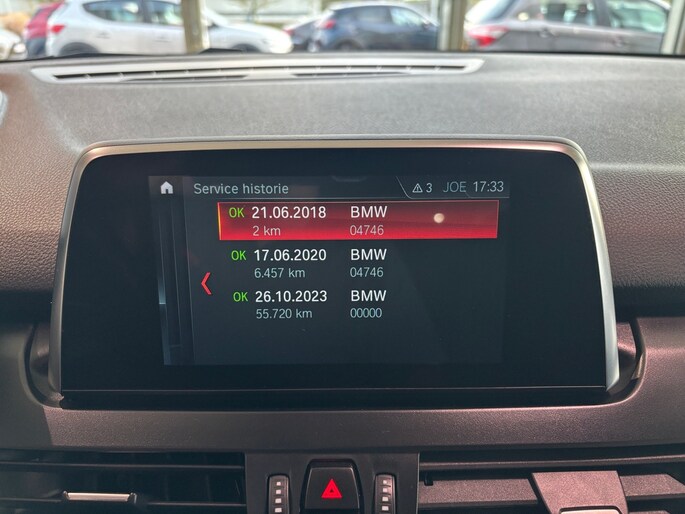 Service historie 3 JOE 17:33
OK 21.06.2018 BMW
2 km 04746
OK 17.06.2020 BMW
6.457 km 04746
OK 26.10.2023 BMW
55.720 km 00000